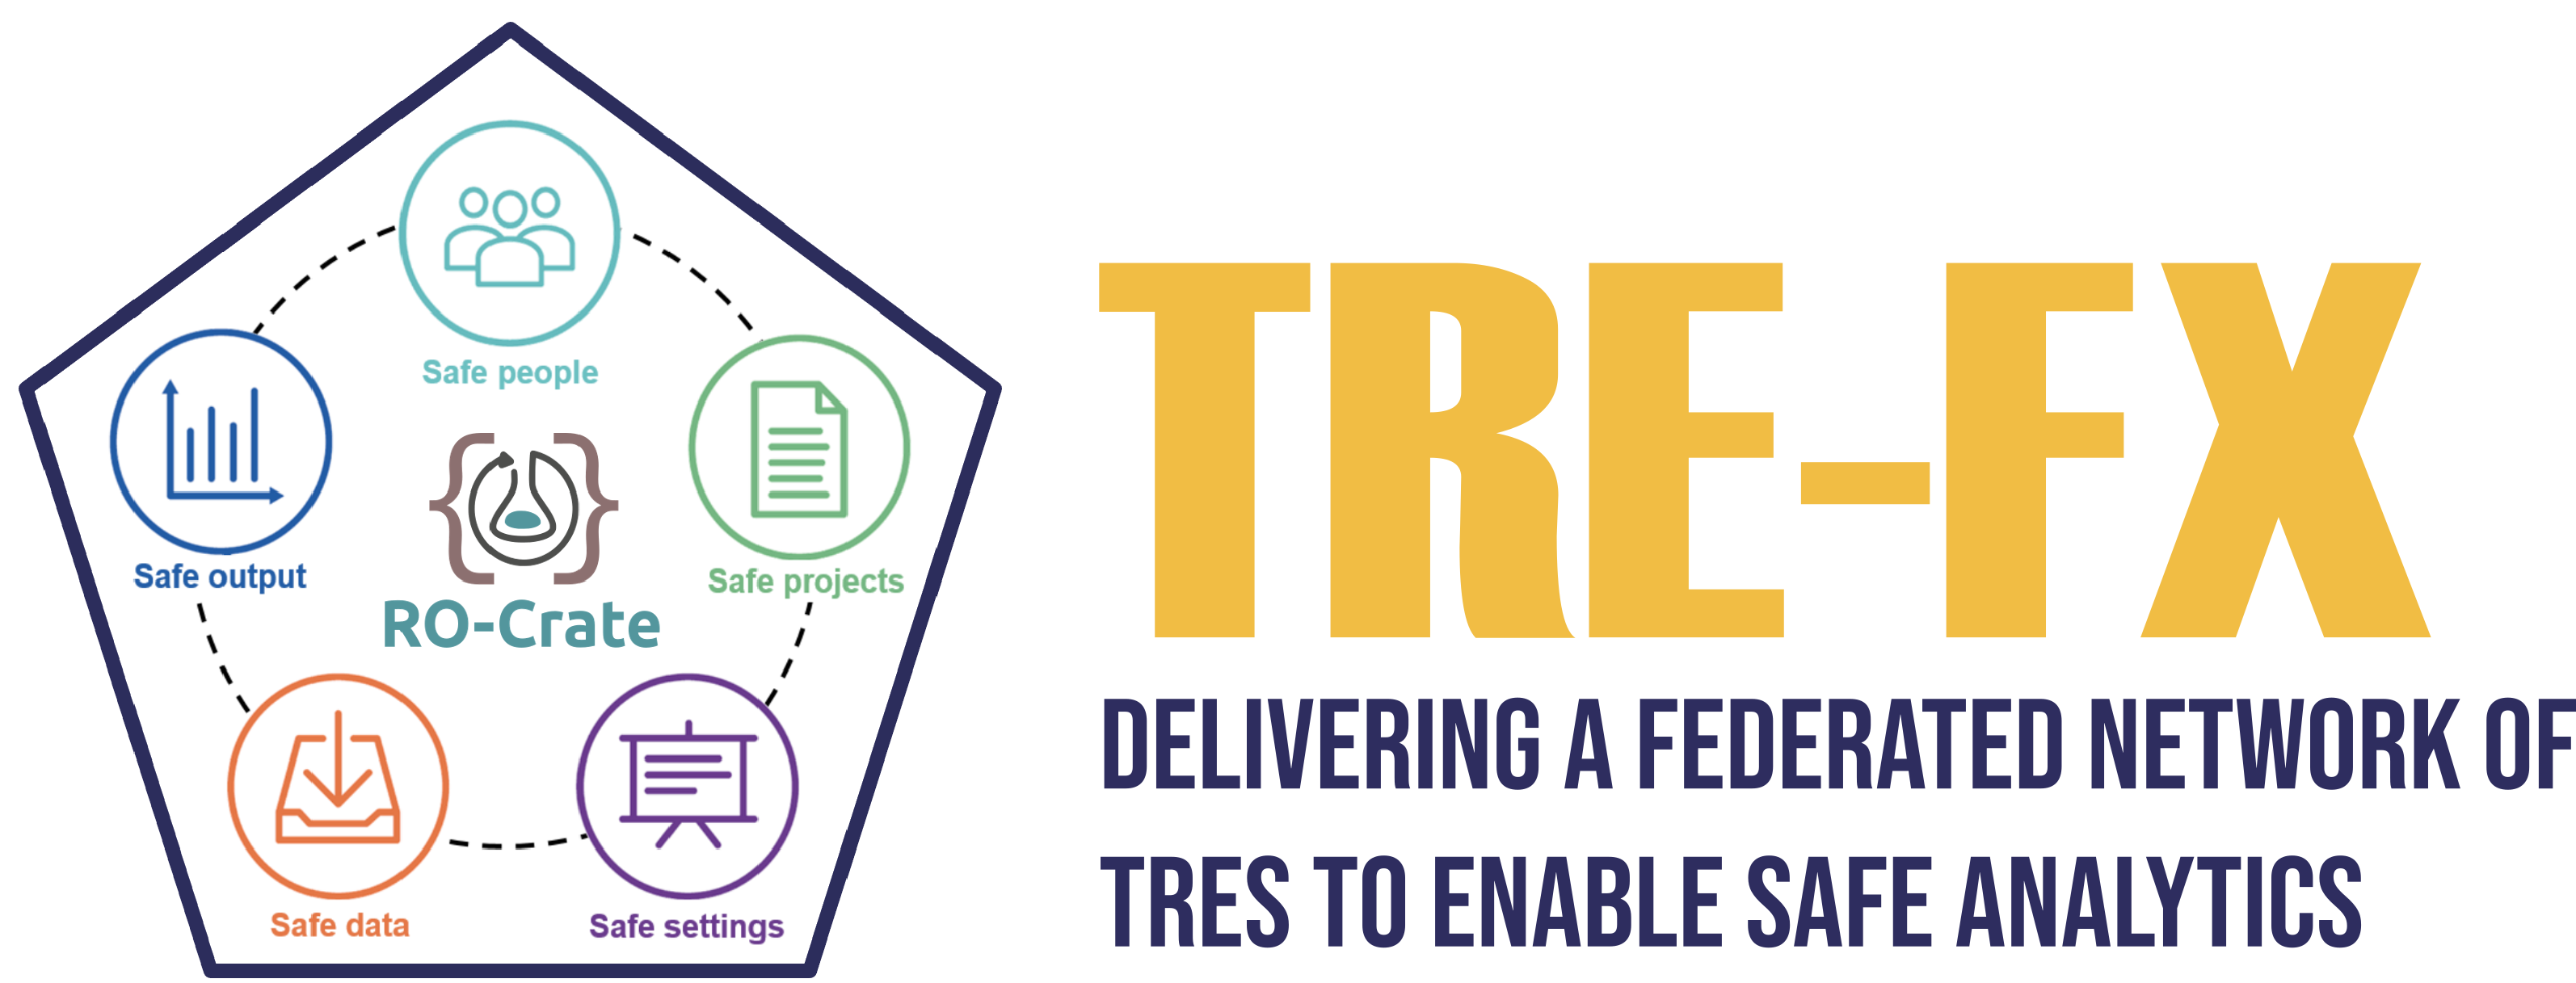 Safe people
Safe output
Safe projects
RO-Crate
Safe data
Safe settings
TRE-FX
DELIVERING A FEDERATED NETWORK OF
TRES TO ENABLE SAFE ANALYTICS